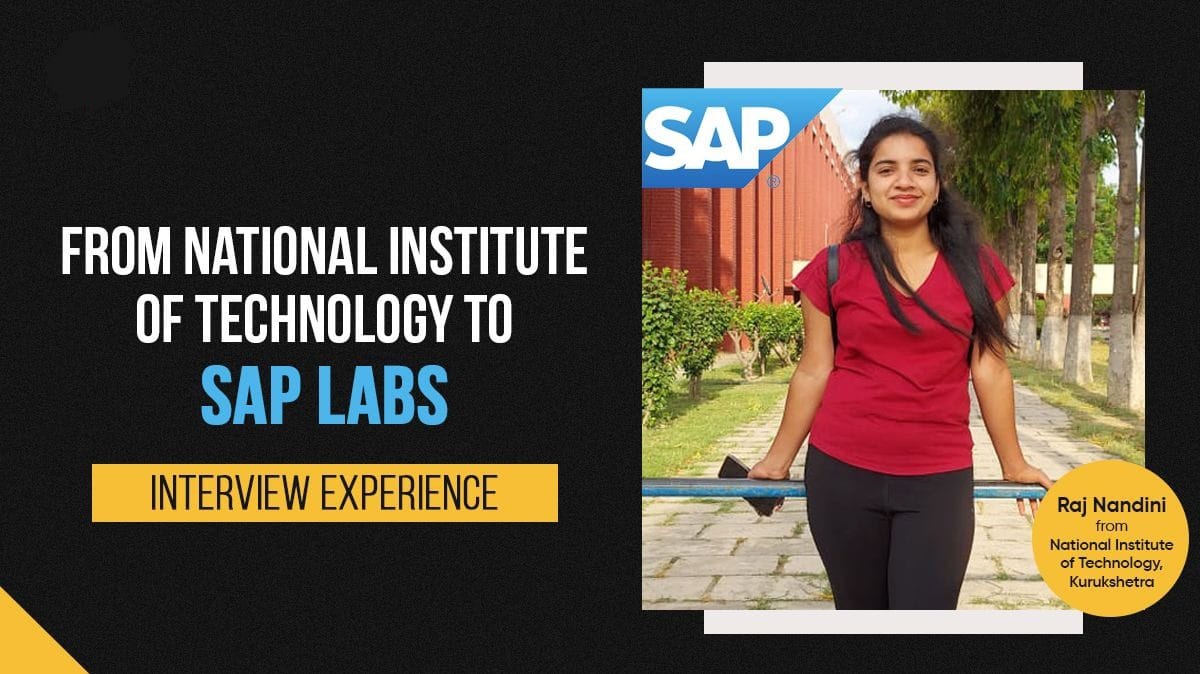 FROM NATIONAL INSTITUTE
OF TECHNOLOGY TO
SAP LABS
INTERVIEW EXPERIENCE
SAP
®
Raj Nandini
from
National Institute
of Technology,
Kurukshetra